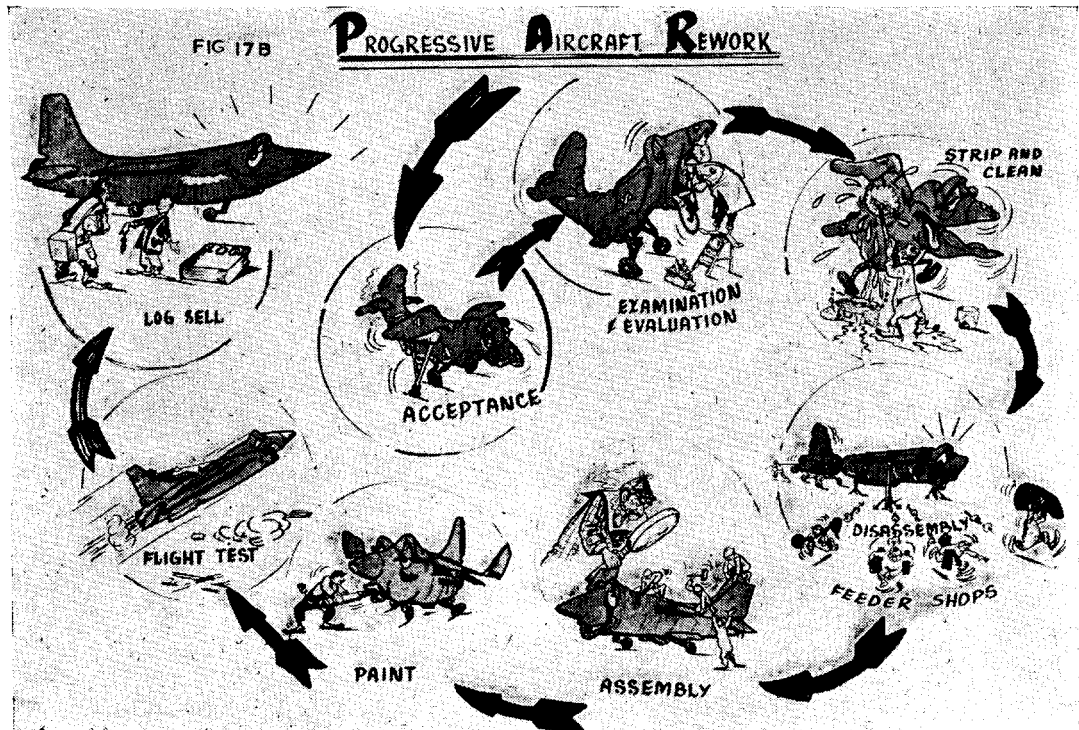 FIG 17B
PROGRESSIVE AIRCRAFT REWORK
STRIP AND
CLEAN
EXAMINATION
& EVALUATION
LOG SELL
ACCEPTANCE
DISASSEMBLY
FEEDER SHOPS
FLIGHT TEST
PAINT
ASSEMBLY